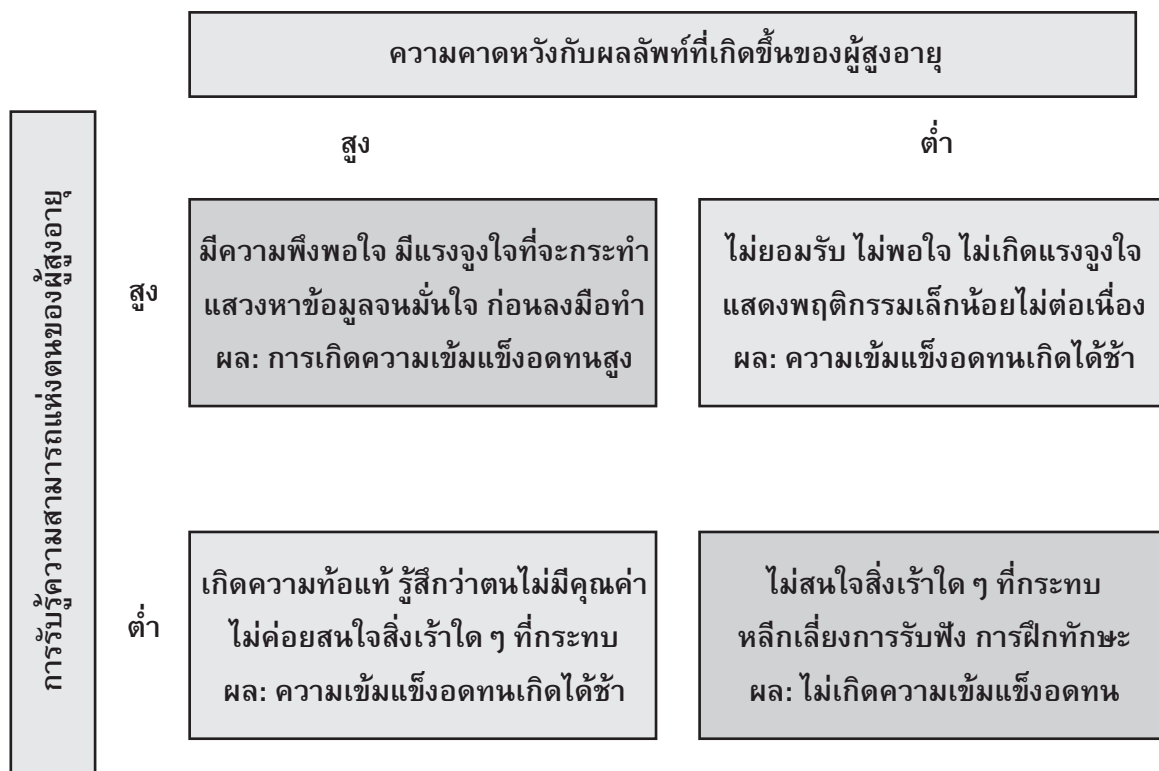 ความคาดหวังกับผลลัพท์ที่เกิดขึ้นของผู้สูงอายุ
สูง
ต่ำ
การรับรู้ความสามารถแห่งตนของผู้สูงอายุ
สูง
มีความพึงพอใจ มีแรงจูงใจที่จะกระทำ
แสวงหาข้อมูลจนมั่นใจ ก่อนลงมือทำ
ผล: การเกิดความเข้มแข็งอดทนสูง
ไม่ยอมรับ ไม่พอใจ ไม่เกิดแรงจูงใจ
แสดงพฤติกรรมเล็กน้อยไม่ต่อเนื่อง
ผล: ความเข้มแข็งอดทนเกิดได้ช้า
ต่ำ
เกิดความท้อแท้ รู้สึกว่าตนไม่มีคุณค่า
ไม่ค่อยสนใจสิ่งเร้าใด ๆ ที่กระทบ
ผล: ความเข้มแข็งอดทนเกิดได้ช้า
ไม่สนใจสิ่งเร้าใด ๆ ที่กระทบ
หลีกเลี่ยงการรับฟัง การฝึกทักษะ
ผล: ไม่เกิดความเข้มแข็งอดทน